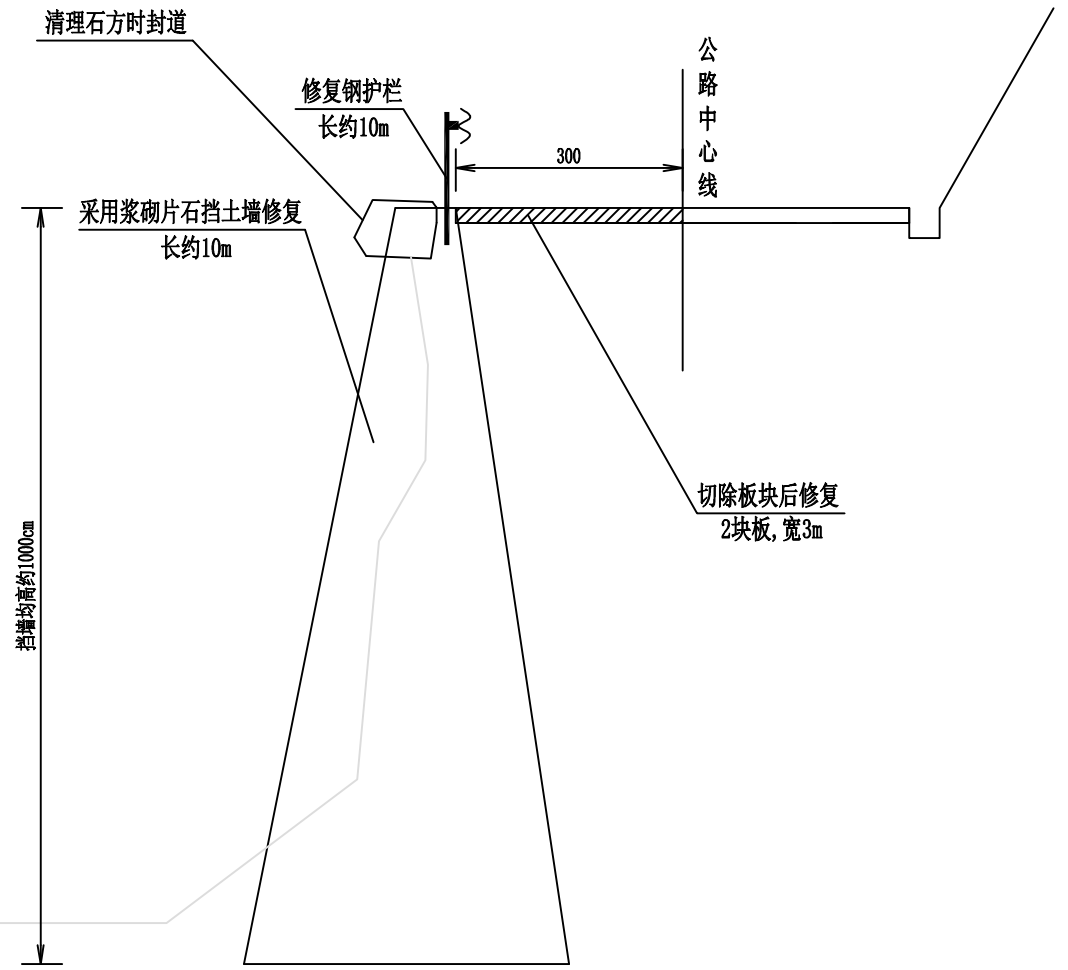 清理石方时封道
公路中心线
修复钢护栏
长约10m
300
采用浆砌片石挡土墙修复
长约10m
切除板块后修复
2块板,宽3m
挡墙均高约1000cm